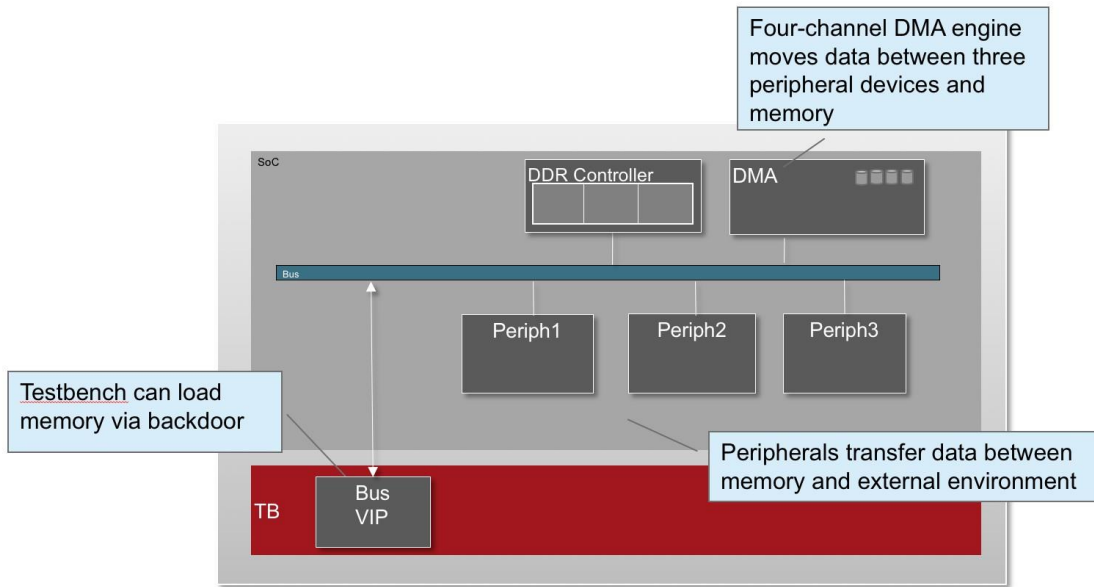 Four-channel DMA engine
moves data between three
peripheral devices and
memory
SoC
DDR Controller
DMA
Bus
Periph1
Periph2
Periph3
Testbench can load
memory via backdoor
Peripherals transfer data between
memory and external environment
TB
Bus
VIP